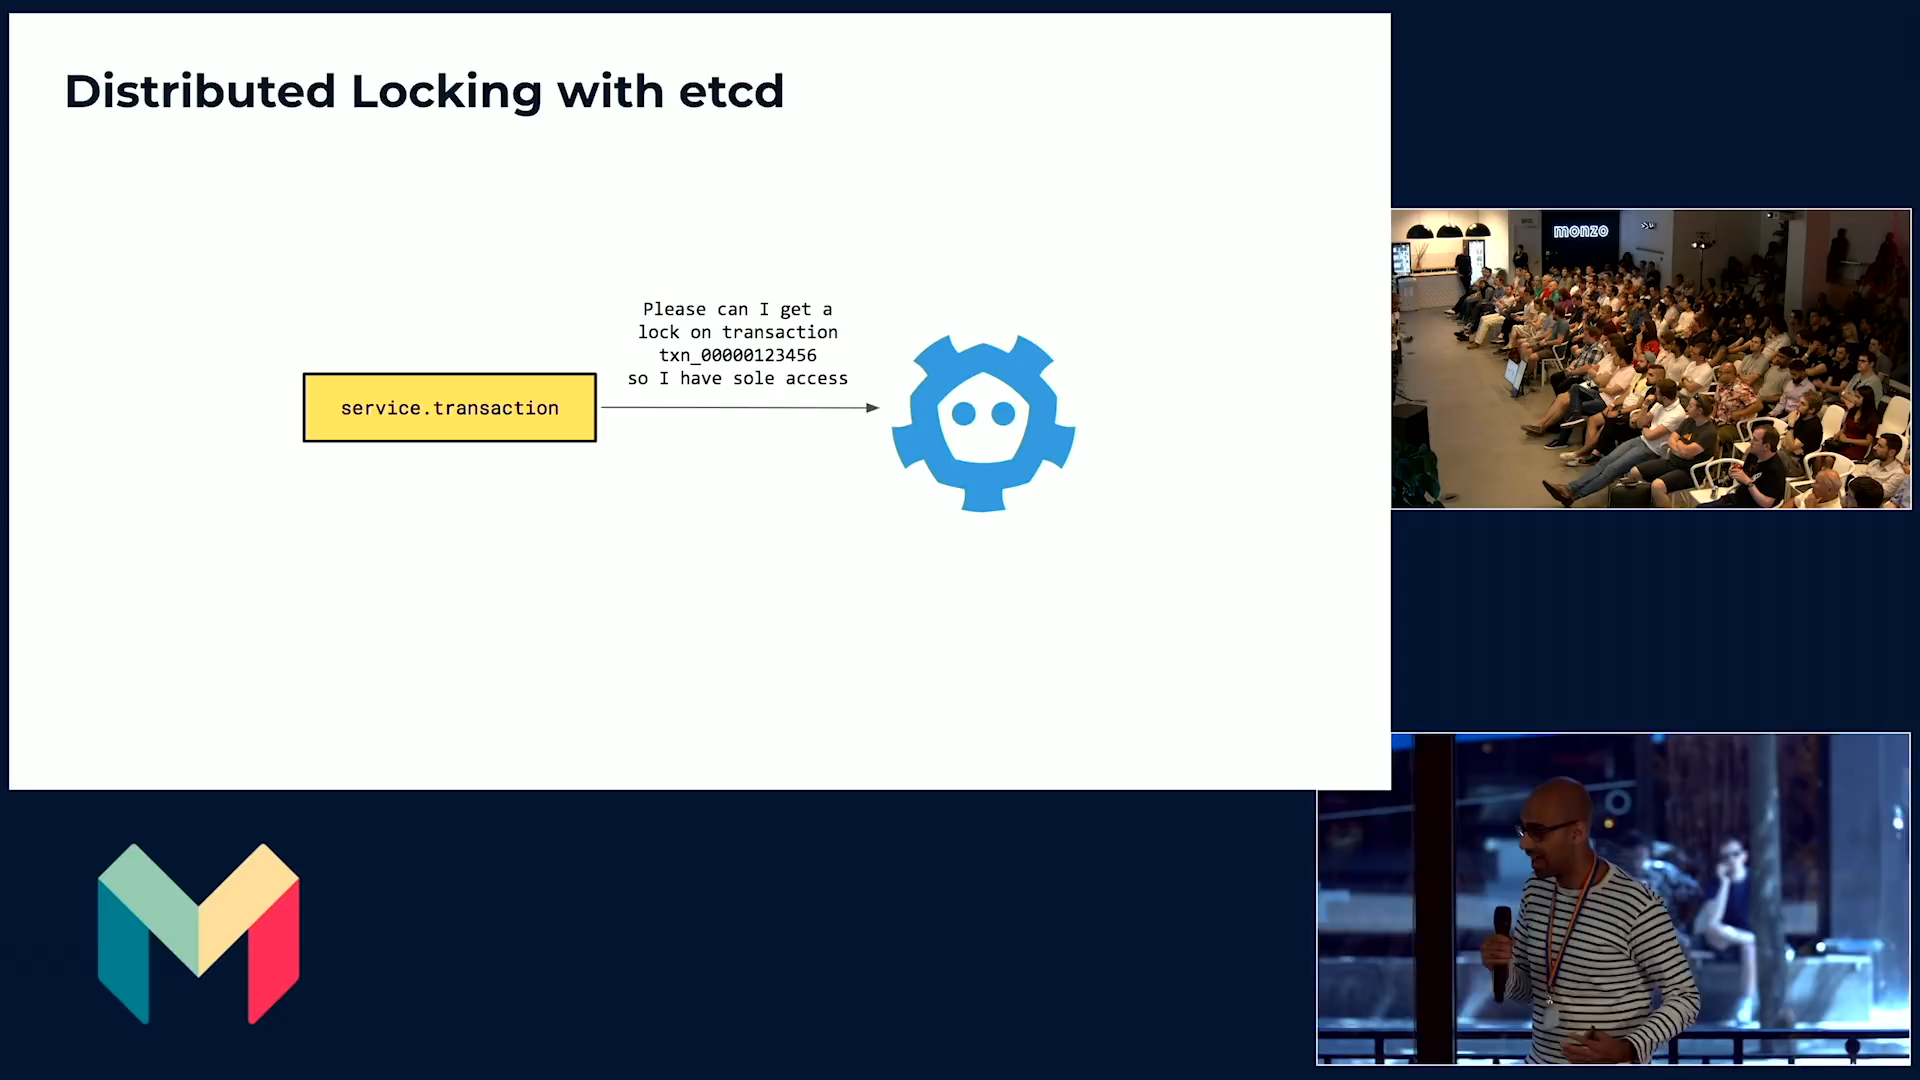 Distributed Locking with etcd
Please can I get a
lock on transaction
txn_00000123456
so I have sole access
service.transaction
monzo